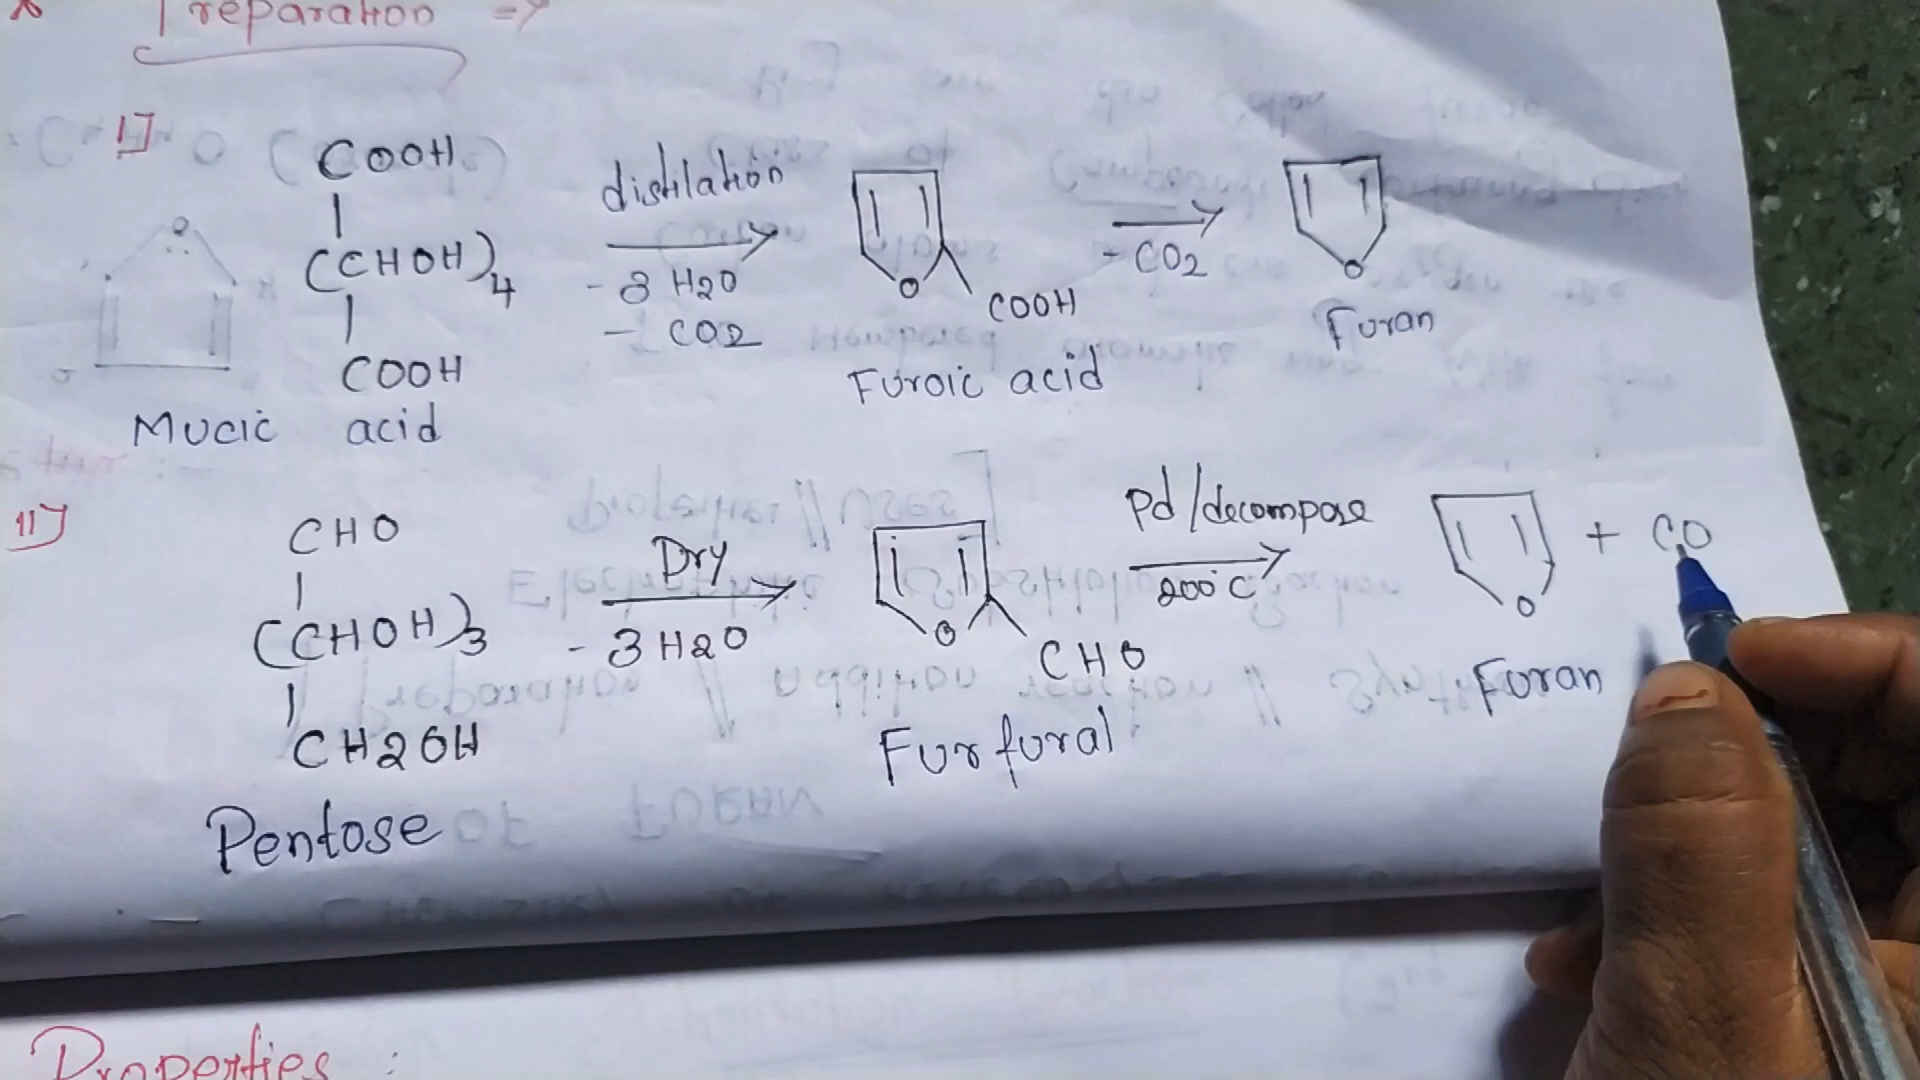 Preparation =>
1]
COOH
distilation
(CHOH)4
- 3 H2O
- CO2
O
COOH
- CO2
O
COOH
Furan
Mucic acid
Furoic acid
11]
CHO
Dry
Pd/decompose
+ CO
(CHOH)3
- 3 H2O
O
200°C
O
CHO
Furan
CH2OH
Furfural
Pentose
Properties :